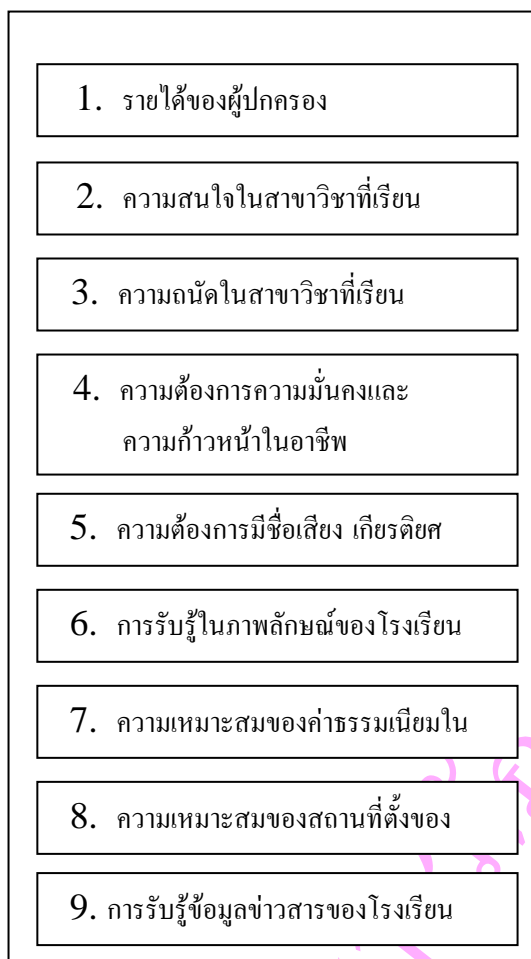 1. รายได้ของผู้ปกครอง
2. ความสนใจในสาขาวิชาที่เรียน
3. ความถนัดในสาขาวิชาที่เรียน
4. ความต้องการความมั่นคงและ
ความก้าวหน้าในอาชีพ
5. ความต้องการมีชื่อเสียง เกียรติยศ
6. การรับรู้ในภาพลักษณ์ของโรงเรียน
7. ความเหมาะสมของค่าธรรมเนียมใน
8. ความเหมาะสมของสถานที่ตั้งของ
9. การรับรู้ข้อมูลข่าวสารของโรงเรียน